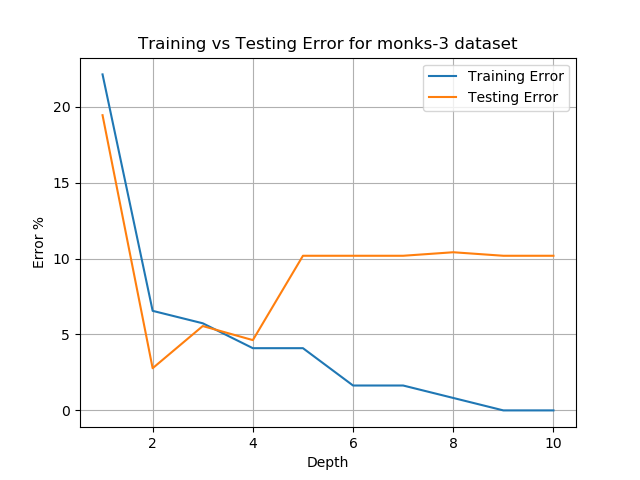 Training vs Testing Error for monks-3 dataset
Training Error
Testing Error
20
15
10
5
0
Error %
2 4 6 8 10
Depth